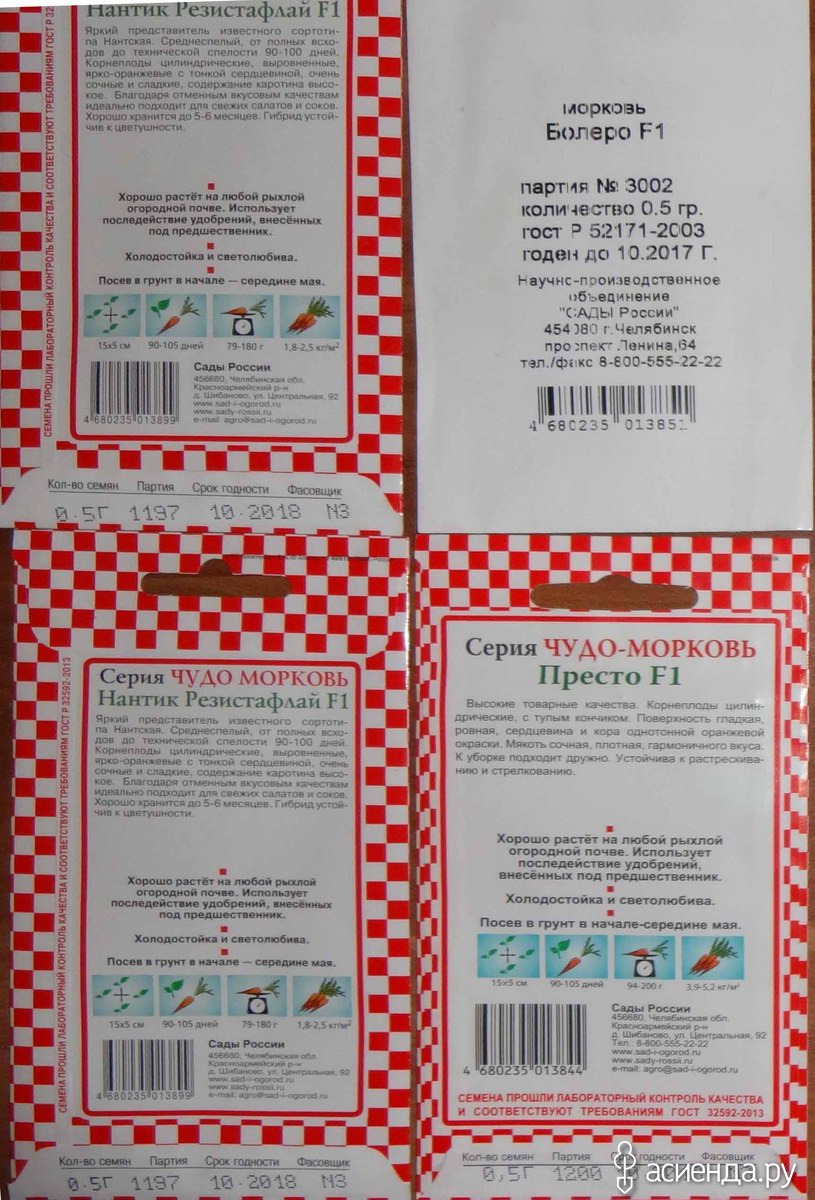 Нантик Резистафлай F1
Яркий представитель известного сортоти-
па Нантская. Среднеспелый, от полных всхо-
дов до технической спелости 90-100 дней.
Корнеплоды цилиндрические, выровненные,
ярко-оранжевые с тонкой сердцевиной, очень
сочные и сладкие, содержание каротина высо-
кое. Благодаря отменным вкусовым качествам
идеально подходит для свежих салатов и соков.
Хорошо хранится до 5-6 месяцев. Гибрид устой-
чив к цветушности.
Хорошо растёт на любой рыхлой
огородной почве. Использует
последействие удобрений, внесённых
под предшественник.
Холодостойка и светолюбива.
Посев в грунт в начале — середине мая.
15х5 см 90-105 дней 79-180 г 1,8-2,5 кг/м²
Сады России
456680, Челябинская обл.
Красноармейский р-н
д. Шибаново, ул. Центральная, 92
www.sad-i-ogorod.ru
www.sady-rossii.ru
e-mail: agro@sad-i-ogorod.ru
4 680235 013899
СЕМЕНА ПРОШЛИ ЛАБОРАТОРНЫЙ КОНТРОЛЬ КАЧЕСТВА И СООТВЕТСТВУЮТ ТРЕБОВАНИЯМ ГОСТ Р 32
Кол-во семян Партия Срок годности Фасовщик
0.5Г 1197 10.2018 N3
морковь
Болеро F1
партия № 3002
количество 0.5 гр.
гост Р 52171-2003
годен до 10.2017 Г.
Научно-производственное
объединение
"САДЫ России"
454080 г.Челябинск
проспект Ленина,64
тел./факс 8-800-555-22-22
4 680235 013851
Серия ЧУДО МОРКОВЬ
Нантик Резистафлай F1
Яркий представитель известного сортоти-
па Нантская. Среднеспелый, от полных всхо-
дов до технической спелости 90-100 дней.
Корнеплоды цилиндрические, выровненные,
ярко-оранжевые с тонкой сердцевиной, очень
сочные и сладкие, содержание каротина высо-
кое. Благодаря отменным вкусовым качествам
идеально подходит для свежих салатов и соков.
Хорошо хранится до 5-6 месяцев. Гибрид устой-
чив к цветушности.
Хорошо растёт на любой рыхлой
огородной почве. Использует
последействие удобрений, внесённых
под предшественник.
Холодостойка и светолюбива.
Посев в грунт в начале — середине мая.
15х5 см 90-105 дней 79-180 г 1,8-2,5 кг/м²
Сады России
456680, Челябинская обл.
Красноармейский р-н
д. Шибаново, ул. Центральная, 92
www.sad-i-ogorod.ru
www.sady-rossii.ru
e-mail: agro@sad-i-ogorod.ru
4 680235 013899
СЕМЕНА ПРОШЛИ ЛАБОРАТОРНЫЙ КОНТРОЛЬ КАЧЕСТВА И СООТВЕТСТВУЮТ ТРЕБОВАНИЯМ ГОСТ Р 32592-2013
Кол-во семян Партия Срок годности Фасовщик
0.5Г 1197 10.2018 N3
Серия ЧУДО-МОРКОВЬ
Престо F1
Высокие товарные качества. Корнеплоды цилин-
дрические, с тупым кончиком. Поверхность гладкая,
ровная, сердцевина и кора однотонной оранжевой
окраски. Мякоть сочная, плотная, гармоничного вкуса.
К уборке подходит дружно. Устойчива к растрескива-
нию и стрелкованию.
Хорошо растёт на любой рыхлой
огородной почве. Использует
последействие удобрений,
внесённых под предшественник.
Холодостойка и светолюбива.
Посев в грунт в начале-середине мая.
15×5 см 90-105 дней 94-200 г 3,9-5,2 кг/м²
Сады России
456680, Челябинская обл.
Красноармейский р-н
д. Шибаново, ул. Центральная, 92
Тел.: 8-800-555-22-22
www.sad-i-ogorod.ru
www.sady-rossii.ru
e-mail: agro@sad-i-ogorod.ru
4 680235 013844
СЕМЕНА ПРОШЛИ ЛАБОРАТОРНЫЙ КОНТРОЛЬ КАЧЕСТВА
И СООТВЕТСТВУЮТ ТРЕБОВАНИЯМ ГОСТ 32592-2013
Кол-во семян Партия годности Фасовщик
0,5Г 1200
асиенда.ру